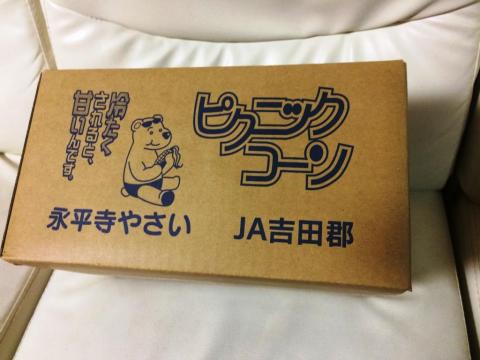 冷たく
されると、
甘いんです。
ピクニック
コーン
永平寺やさい
JA吉田郡